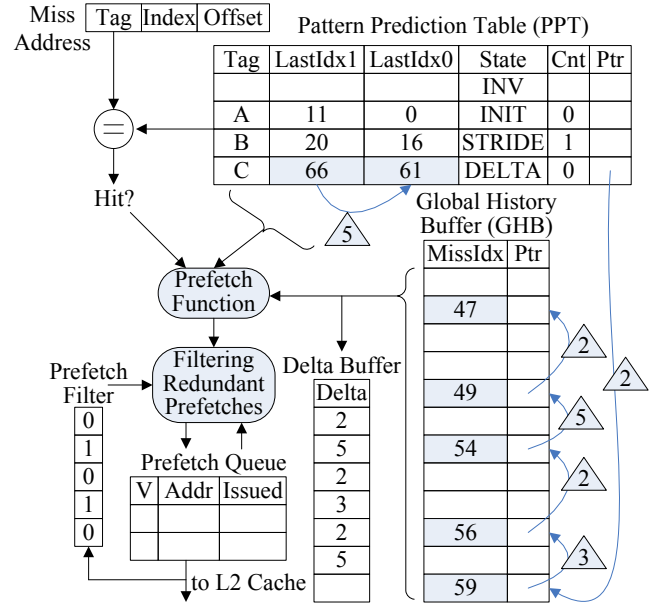 Miss Address
Tag Index Offset
Pattern Prediction Table (PPT)
Tag LastIdx1 LastIdx0 State Cnt Ptr
INV
A 11 0 INIT 0
B 20 16 STRIDE 1
C 66 61 DELTA 0
=
Hit?
5
Global History
Buffer (GHB)
MissIdx Ptr
47
49
54
56
59
2
5
2
3
2
Prefetch
Function
Filtering
Redundant
Prefetches
Prefetch
Filter
0
1
0
1
0
Delta Buffer
Delta
2
5
2
3
2
5
Prefetch Queue
V Addr Issued
to L2 Cache